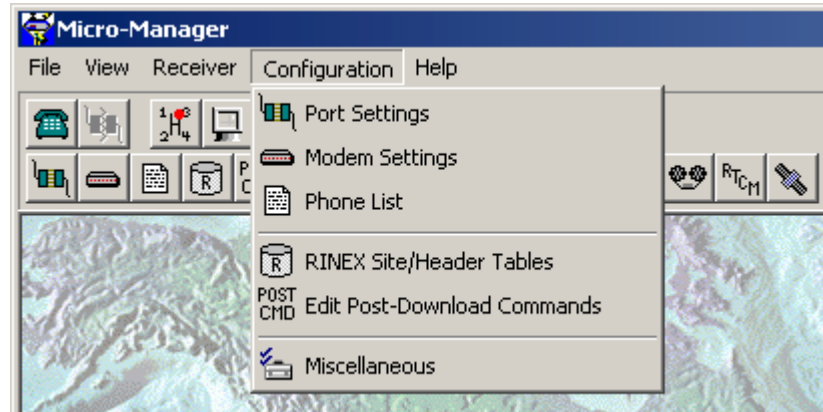 Micro-Manager
File View Receiver Configuration Help
Port Settings
Modem Settings
RTCM
Phone List
R RINEX Site/Header Tables
POST CMD Edit Post-Download Commands
Miscellaneous